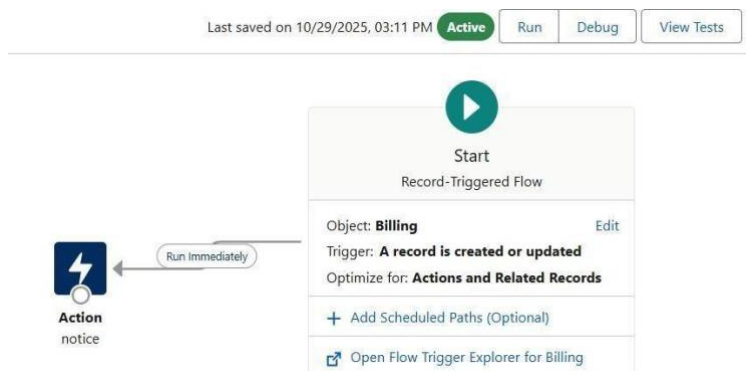 Last saved on 10/29/2025, 03:11 PM Active Run Debug View Tests
Start
Record-Triggered Flow
Object: Billing Edit
Trigger: A record is created or updated
Optimize for: Actions and Related Records
Run Immediately
Action
notice
+ Add Scheduled Paths (Optional)
Open Flow Trigger Explorer for Billing